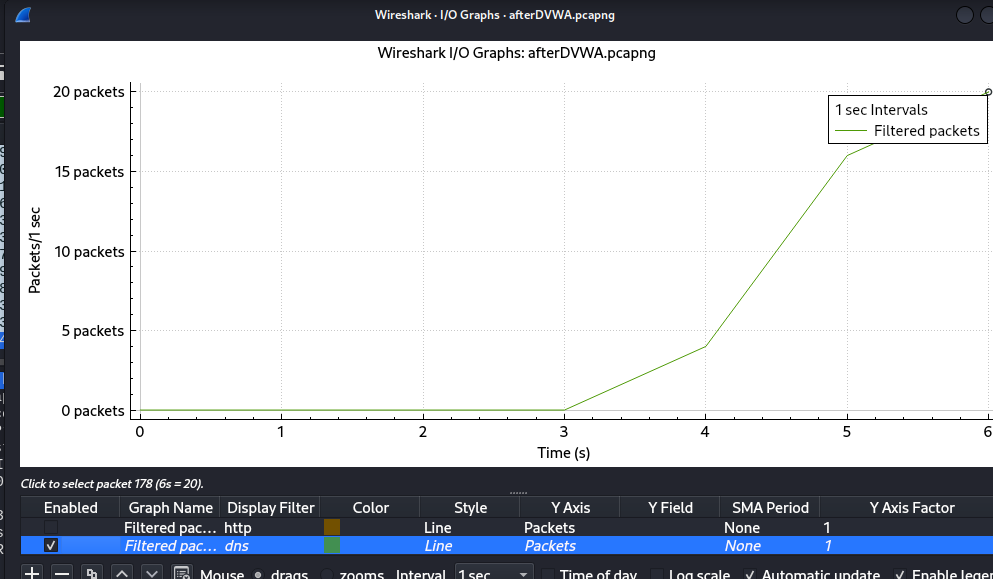 Wireshark · I/O Graphs · afterDVWA.pcapng
Wireshark I/O Graphs: afterDVWA.pcapng
20 packets
15 packets
10 packets
5 packets
0 packets
Packets/1 sec
1 sec Intervals
Filtered packets
0 1 2 3 4 5 6
Time (s)
Click to select packet 178 (6s = 20).
Enabled Graph Name Display Filter Color Style Y Axis Y Field SMA Period Y Axis Factor
Filtered pac… http Line Packets None 1
Filtered pac… dns Line Packets None 1
Mouse drags zooms Interval 1 sec Time of day Log scale Automatic update Enable leger